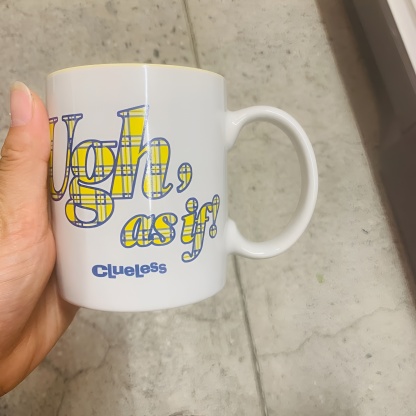 Ugh,
as if!
CLUELESS